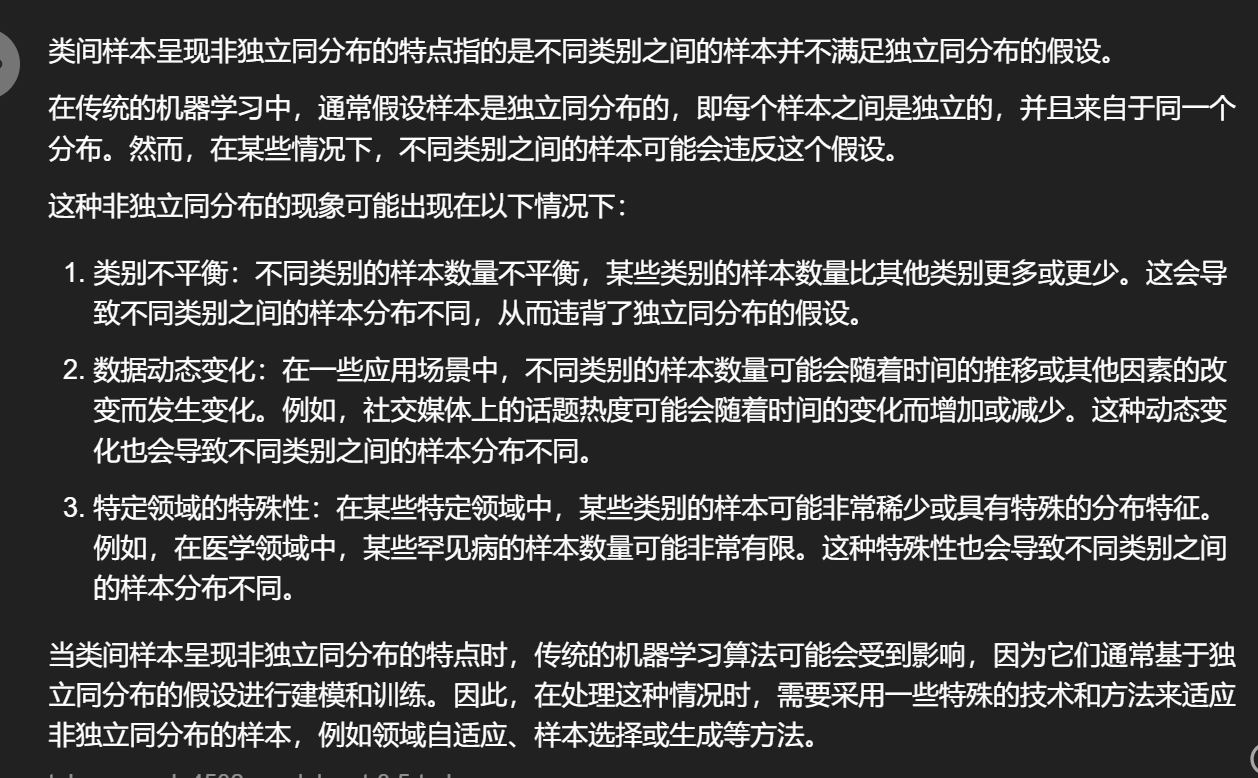 类间样本呈现非独立同分布的特点指的是不同类别之间的样本并不满足独立同分布的假设。
在传统的机器学习中，通常假设样本是独立同分布的，即每个样本之间是独立的，并且来自于同一个
分布。然而，在某些情况下，不同类别之间的样本可能会违反这个假设。
这种非独立同分布的现象可能出现在以下情况下：
1. 类别不平衡：不同类别的样本数量不平衡，某些类别的样本数量比其他类别更多或更少。这会导
致不同类别之间的样本分布不同，从而违背了独立同分布的假设。
2. 数据动态变化：在一些应用场景中，不同类别的样本数量可能会随着时间的推移或其他因素的改
变而发生变化。例如，社交媒体上的话题热度可能会随着时间的变化而增加或减少。这种动态变
化也会导致不同类别之间的样本分布不同。
3. 特定领域的特殊性：在某些特定领域中，某些类别的样本可能非常稀少或具有特殊的分布特征。
例如，在医学领域中，某些罕见病的样本数量可能非常有限。这种特殊性也会导致不同类别之间
的样本分布不同。
当类间样本呈现非独立同分布的特点时，传统的机器学习算法可能会受到影响，因为它们通常基于独
立同分布的假设进行建模和训练。因此，在处理这种情况时，需要采用一些特殊的技术和方法来适应
非独立同分布的样本，例如领域自适应、样本选择或生成等方法。